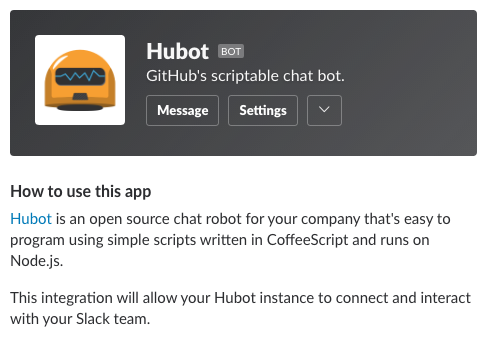 Hubot BOT
GitHub's scriptable chat bot.
Message Settings
How to use this app
Hubot is an open source chat robot for your company that's easy to
program using simple scripts written in CoffeeScript and runs on
Node.js.
This integration will allow your Hubot instance to connect and interact
with your Slack team.